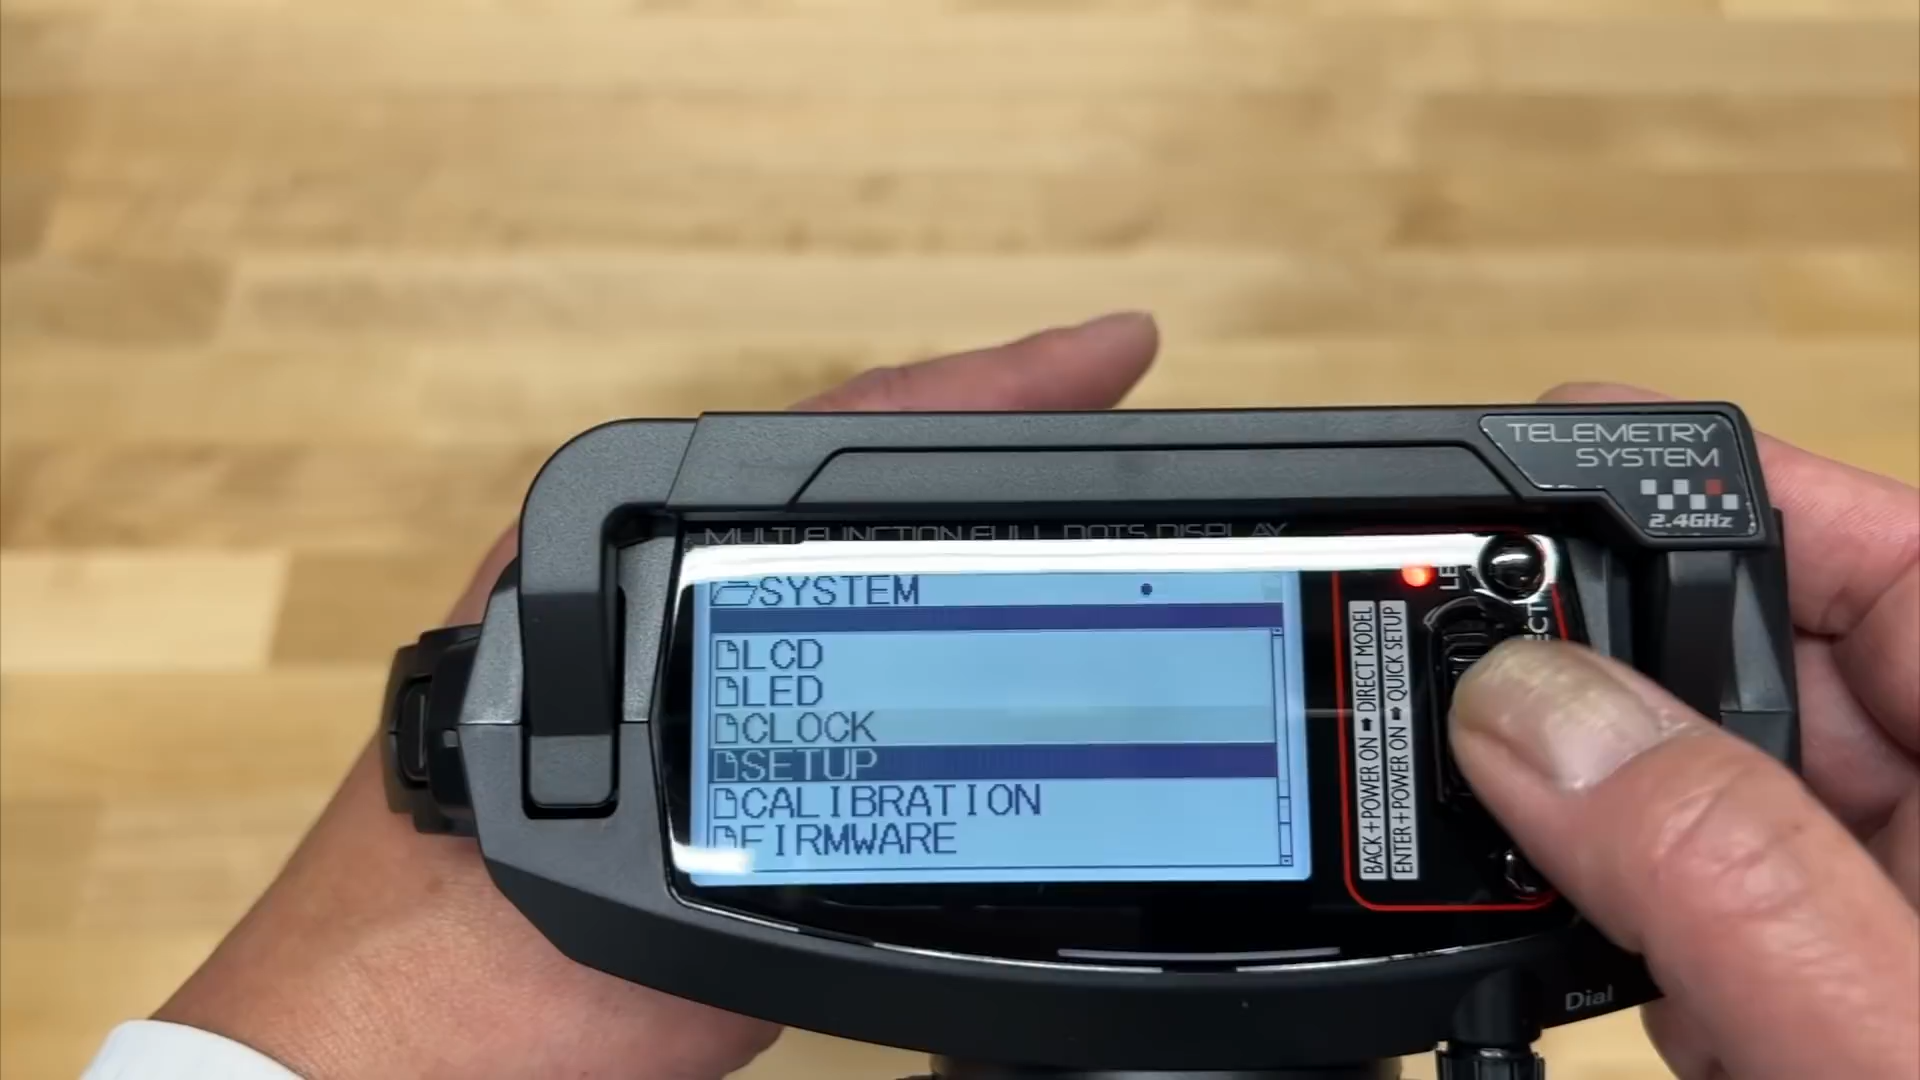 TELEMETRY
SYSTEM
2.4GHz
MULTI FUNCTION FULL DOTS DISPLAY
SYSTEM
LCD
LED
CLOCK
SETUP
CALIBRATION
FIRMWARE
BACK+POWER ON ➡ DIRECT MODEL
ENTER+POWER ON ➡ QUICK SETUP
Dial